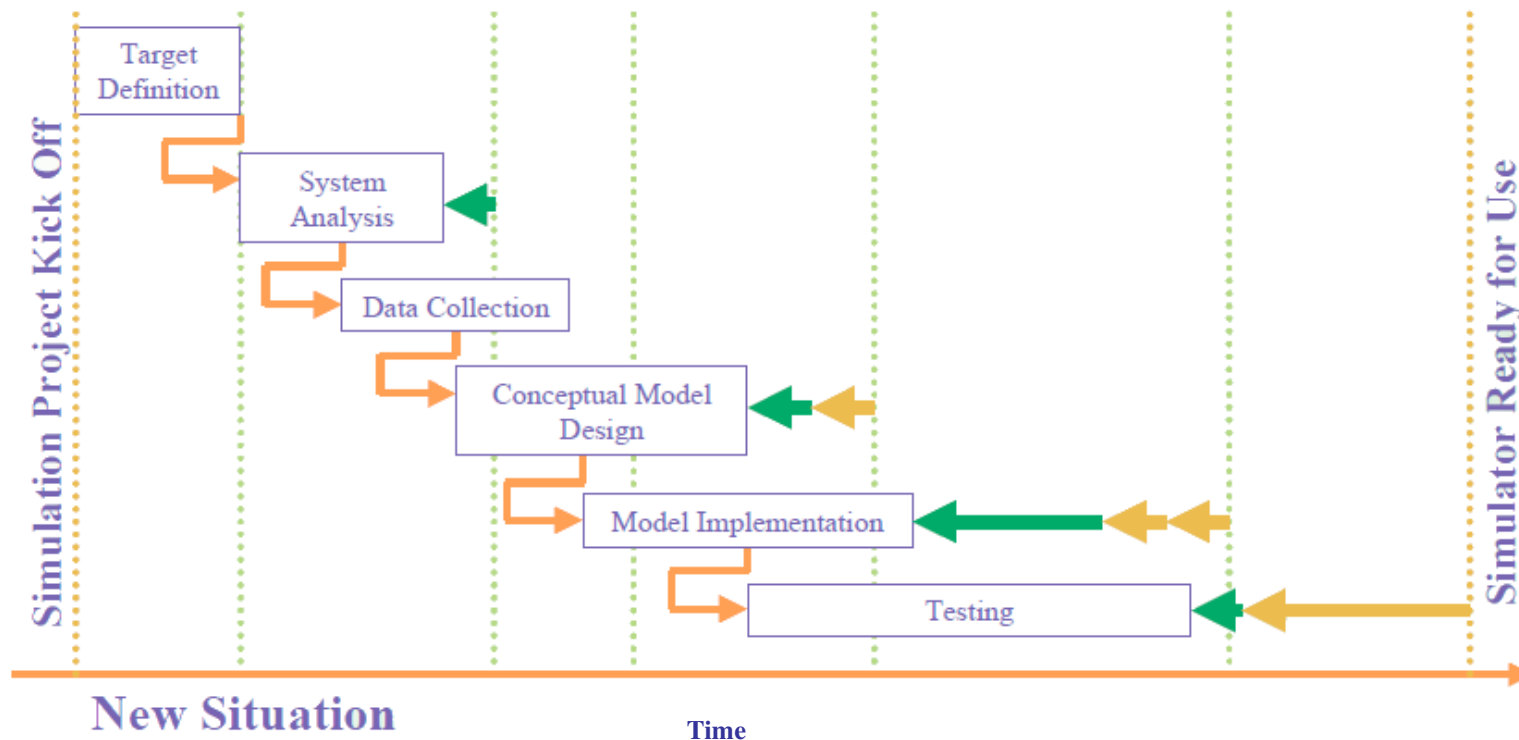 Simulation Project Kick Off
Target
Definition
System
Analysis
Data Collection
Conceptual Model
Design
Model Implementation
Testing
Simulator Ready for Use
New Situation
Time